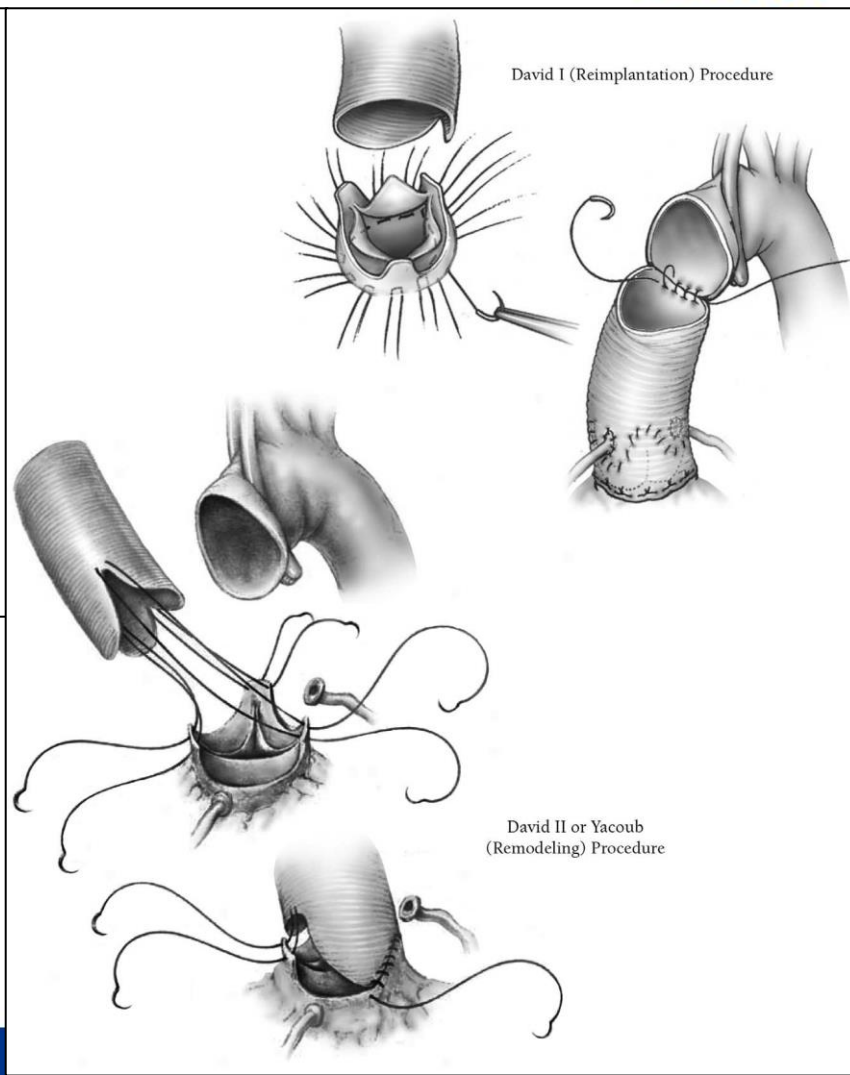 David I (Reimplantation) Procedure
David II or Yacoub
(Remodeling) Procedure